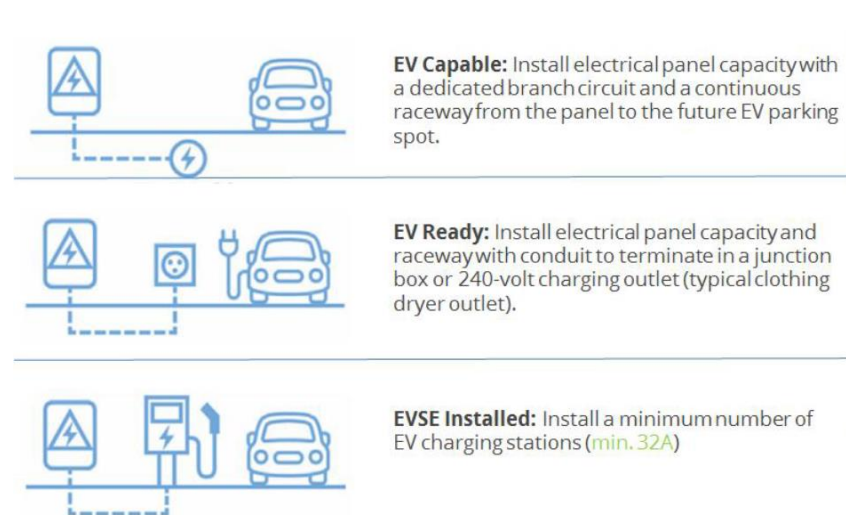 EV Capable: Install electrical panel capacity with
a dedicated branch circuit and a continuous
raceway from the panel to the future EV parking
spot.
EV Ready: Install electrical panel capacity and
raceway with conduit to terminate in a junction
box or 240-volt charging outlet (typical clothing
dryer outlet).
EVSE Installed: Install a minimum number of
EV charging stations (min. 32A)